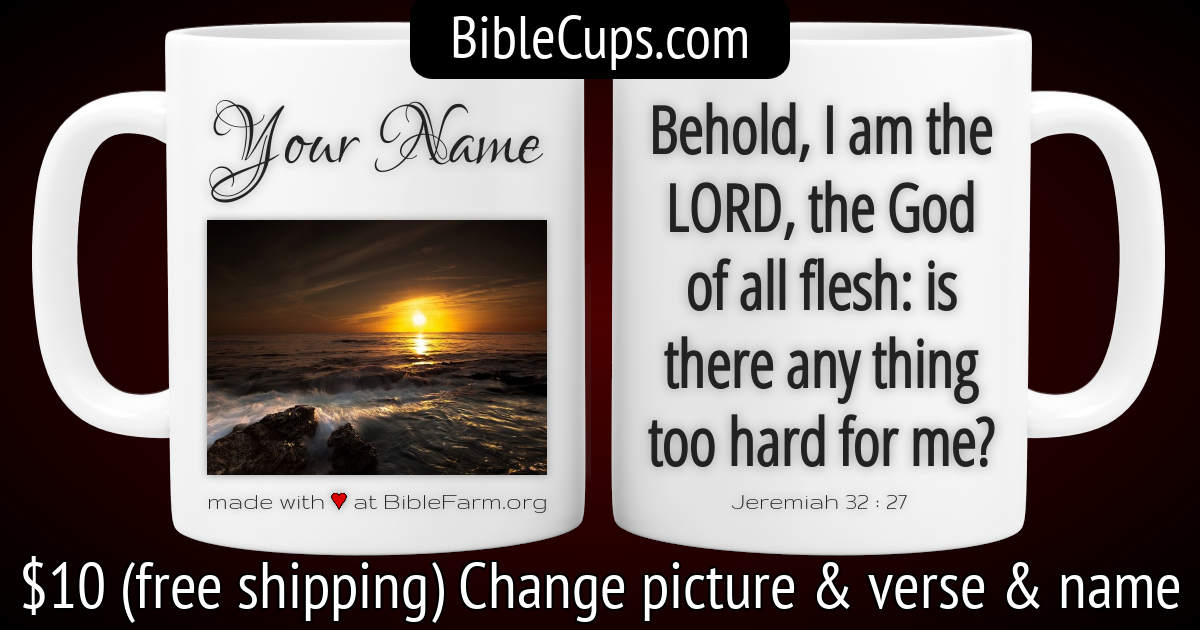 BibleCups.com
Your Name
made with ♥ at BibleFarm.org
Behold, I am the
LORD, the God
of all flesh: is
there any thing
too hard for me?
Jeremiah 32 : 27
$10 (free shipping) Change picture & verse & name